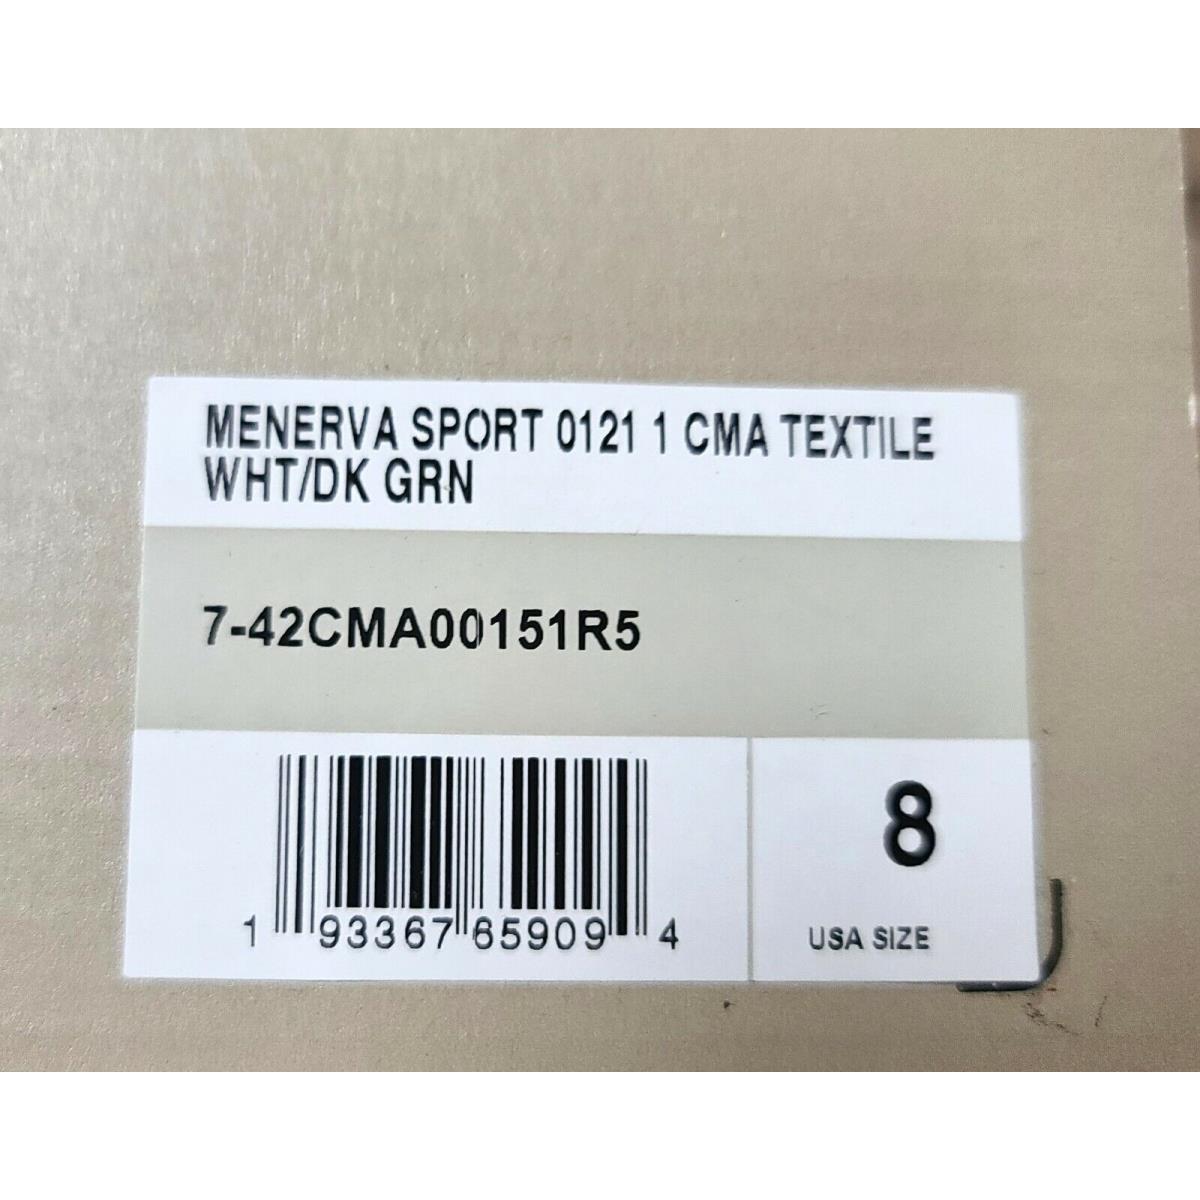 MENERVA SPORT 0121 1 CMA TEXTILE
WHT/DK GRN
7-42CMA00151R5
8
1 93367 65909 4
USA SIZE